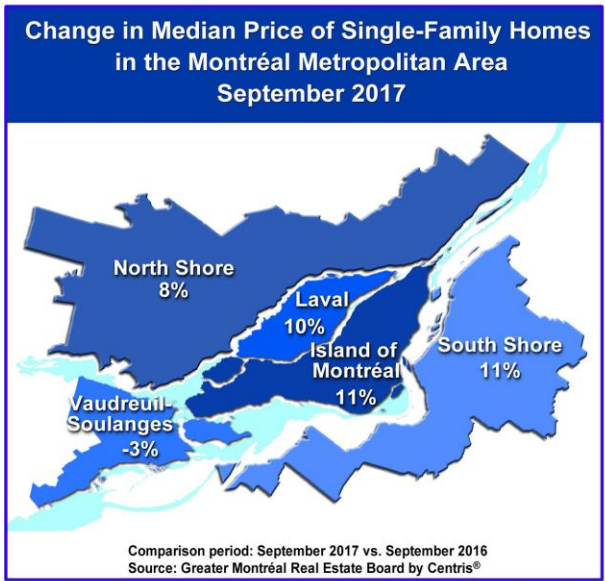 Change in Median Price of Single-Family Homes
in the Montréal Metropolitan Area
September 2017
North Shore
8%
Laval
10%
Island of
Montréal
11%
South Shore
11%
Vaudreuil-
Soulanges
-3%
Comparison period: September 2017 vs. September 2016
Source: Greater Montréal Real Estate Board by Centris®